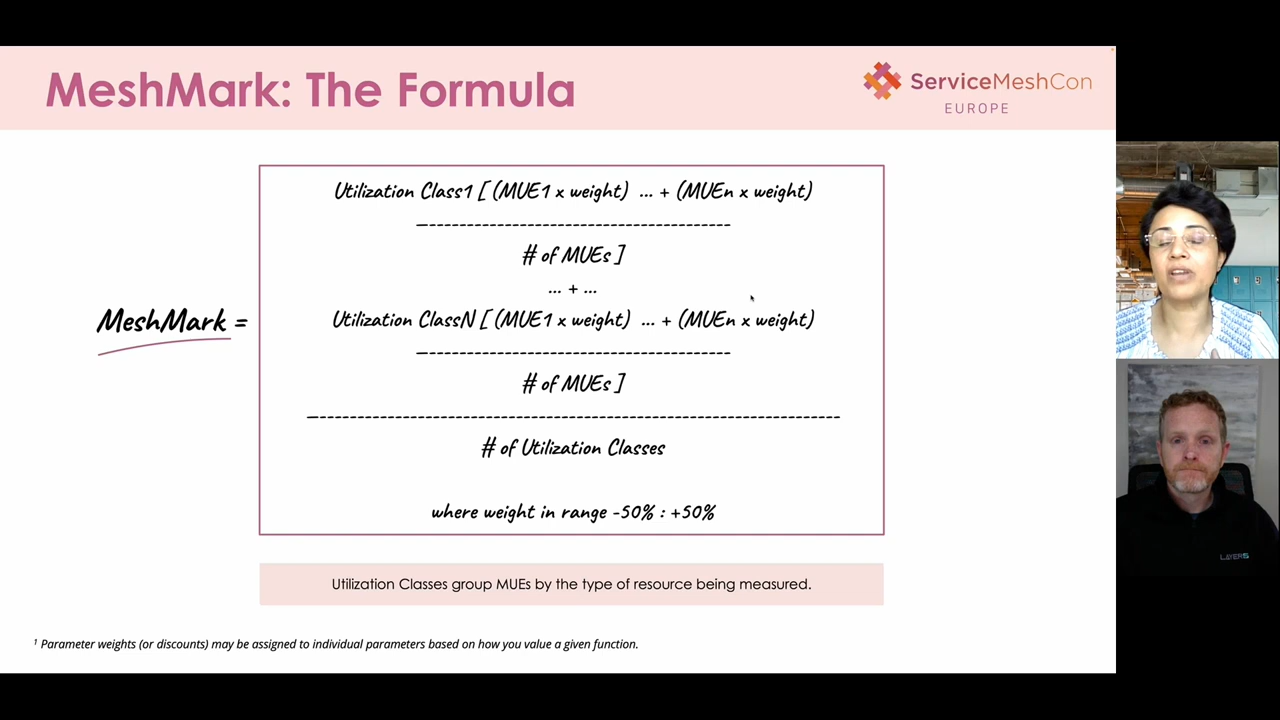 MeshMark: The Formula
ServiceMeshCon
EUROPE
Utilization Class1 [ (MUE1 x weight) ... + (MUEn x weight)
# of MUEs ]
... + ...
MeshMark =
Utilization ClassN [ (MUE1 x weight) ... + (MUEn x weight)
# of MUEs ]
# of Utilization Classes
where weight in range -50% : +50%
Utilization Classes group MUEs by the type of resource being measured.
¹ Parameter weights (or discounts) may be assigned to individual parameters based on how you value a given function.
LAYER5